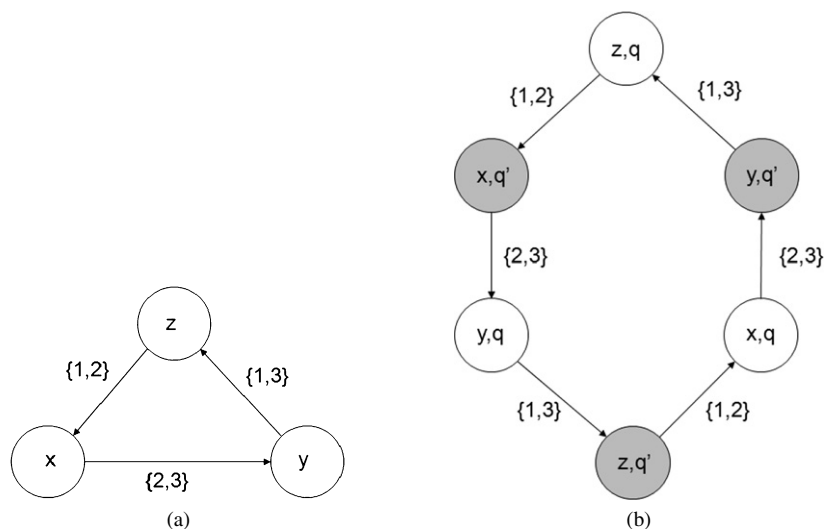 z
{1,2}
{1,3}
x
y
{2,3}
(a)
z,q
{1,2}
{1,3}
x,q’
y,q’
{2,3}
{2,3}
y,q
x,q
{1,3}
{1,2}
z,q’
(b)